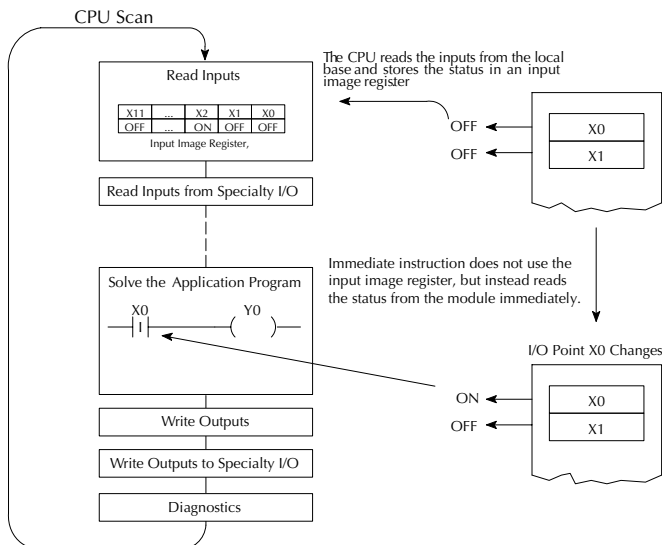 CPU Scan
The CPU reads the inputs from the local
base and stores the status in an input
image register
Read Inputs
X11 ... X2 X1 X0
OFF ... ON OFF OFF
Input Image Register,
OFF X0
OFF X1
Read Inputs from Specialty I/O
Immediate instruction does not use the
input image register, but instead reads
the status from the module immediately.
Solve the Application Program
X0 Y0
I
I/O Point X0 Changes
ON X0
OFF X1
Write Outputs
Write Outputs to Specialty I/O
Diagnostics